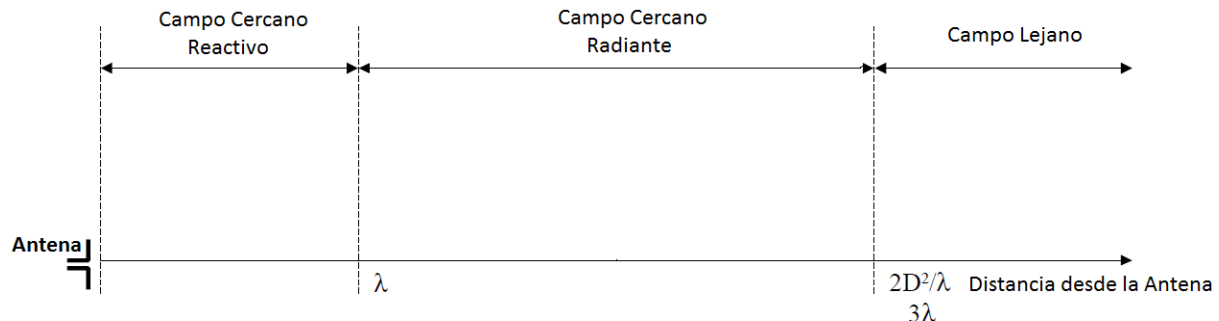 Campo Cercano
Reactivo
Campo Cercano
Radiante
Campo Lejano
Antena
λ
2D²/λ
3λ
Distancia desde la Antena